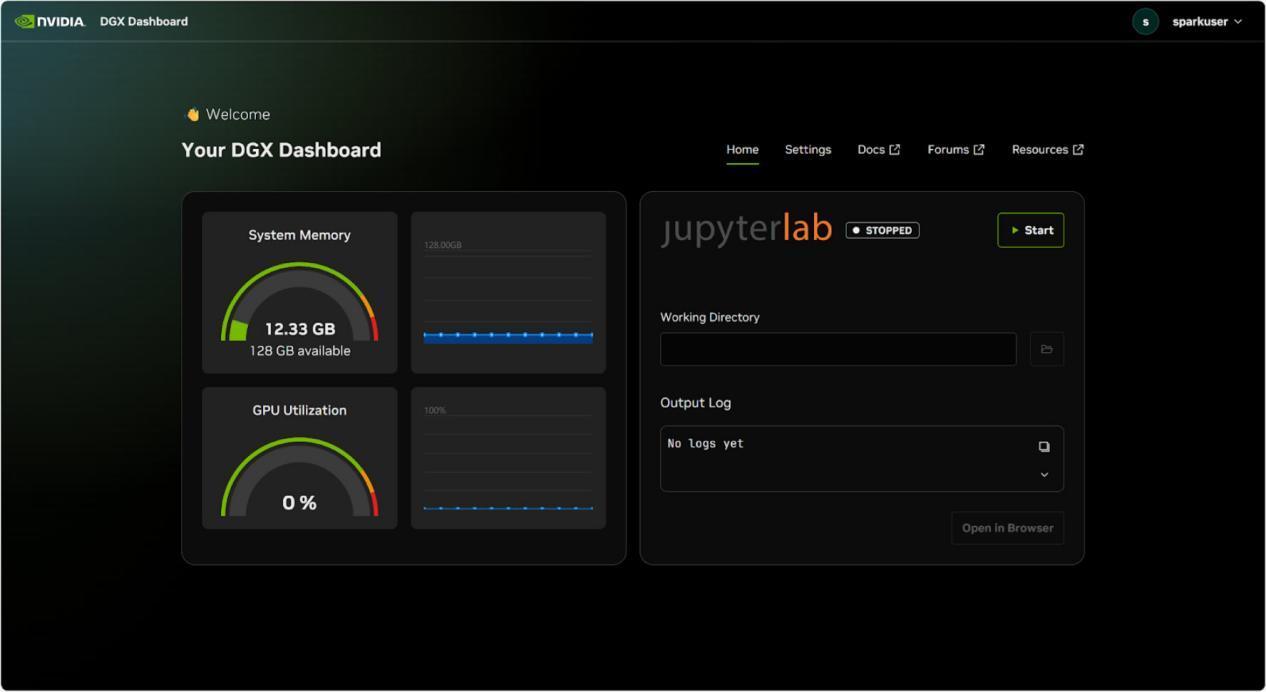 NVIDIA. DGX Dashboard
s sparkuser
Welcome
Your DGX Dashboard
Home Settings Docs Forums Resources
System Memory
12.33 GB
128 GB available
128.00GB
GPU Utilization
0 %
100%
jupyterlab STOPPED Start
Working Directory
Output Log
No logs yet
Open in Browser